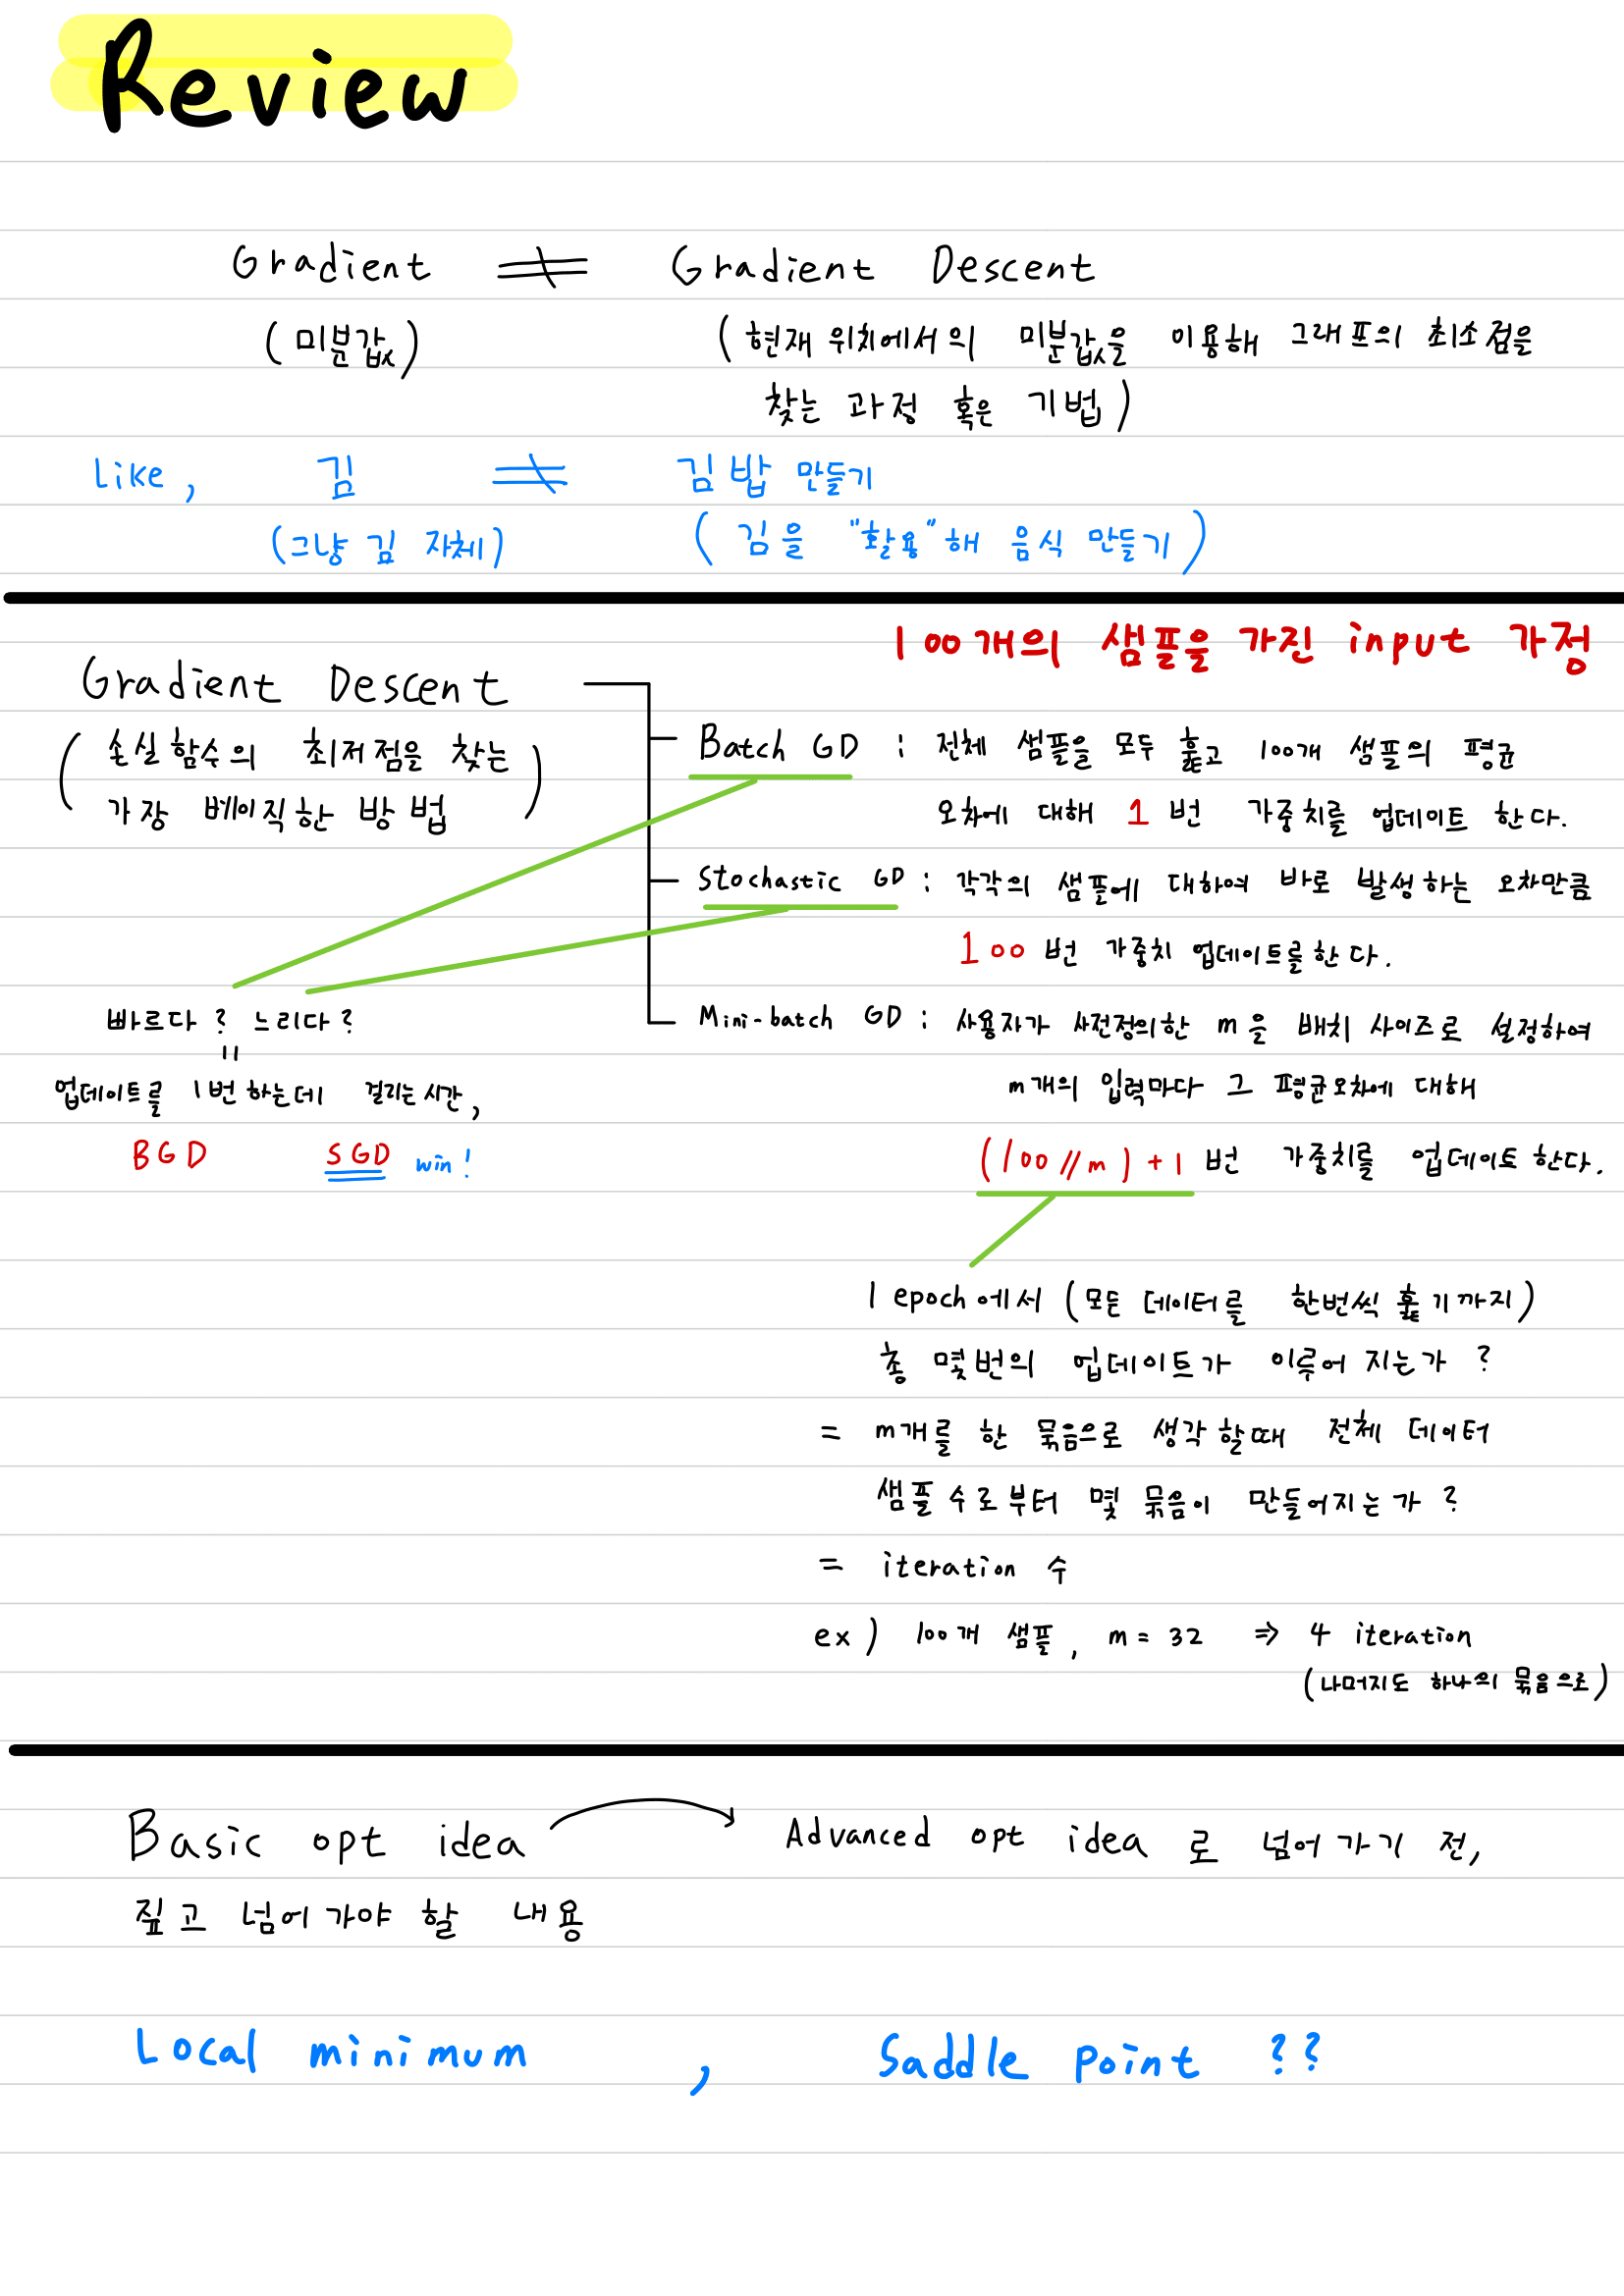 Review
Gradient ≠ Gradient Descent
(미분값) (현재 위치에서의 미분값을 이용해 그래프의 최소점을
찾는 과정 혹은 기법)
Like, 김 ≠ 김밥 만들기
(그냥 김 자체) (김을 "활용"해 음식 만들기)
100개의 샘플을 가진 input 가정
Gradient Descent
(손실 함수의 최저점을 찾는
가장 베이직한 방법)
Batch GD : 전체 샘플을 모두 훑고 100개 샘플의 평균
오차에 대해 1번 가중치를 업데이트 한다.
Stochastic GD : 각각의 샘플에 대하여 바로 발생하는 오차만큼
100번 가중치 업데이트를 한다.
Mini-batch GD : 사용자가 사전정의한 m을 배치 사이즈로 설정하여
m개의 입력마다 그 평균오차에 대해
(100//m)+1 번 가중치를 업데이트 한다.
빠르다? 느리다?
=
업데이트를 1번 하는데 걸리는 시간,
BGD SGD win!
1 epoch에서 (모든 데이터를 한번씩 훑기까지)
총 몇번의 업데이트가 이루어 지는가?
= m개를 한 묶음으로 생각할때 전체 데이터
샘플 수로부터 몇 묶음이 만들어지는가?
= iteration 수
ex) 100개 샘플, m = 32 ⇒ 4 iteration
(나머지도 하나의 묶음으로)
Basic opt idea → Advanced opt idea 로 넘어가기 전,
짚고 넘어가야 할 내용
Local minimum, Saddle point ??